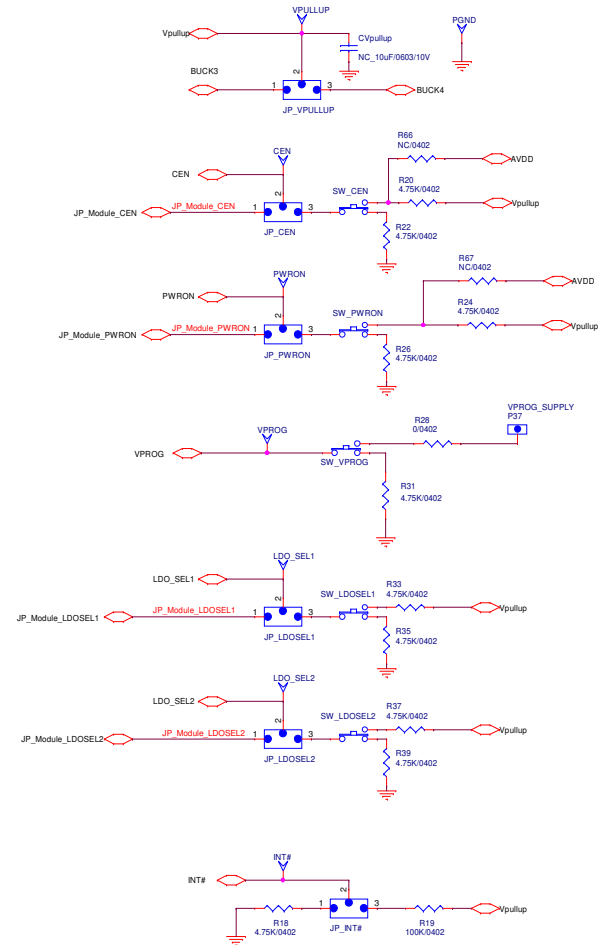 VPULLUP
PGND
Vpullup
CVpullup
NC_10uF/0603/10V
BUCK3
1
2
3
BUCK4
JP_VPULLUP
R66
NC/0402
CEN
AVDD
CEN
R20
4.75K/0402
SW_CEN
2
JP_Module_CEN
JP_Module_CEN
1
3
Vpullup
JP_CEN
R22
4.75K/0402
R67
NC/0402
PWRON
AVDD
PWRON
R24
4.75K/0402
SW_PWRON
2
JP_Module_PWRON
JP_Module_PWRON
1
3
Vpullup
JP_PWRON
R26
4.75K/0402
VPROG_SUPPLY
P37
R28
0/0402
VPROG
VPROG
SW_VPROG
R31
4.75K/0402
LDO_SEL1
LDO_SEL1
R33
4.75K/0402
SW_LDOSEL1
2
JP_Module_LDOSEL1
JP_Module_LDOSEL1
1
3
Vpullup
JP_LDOSEL1
R35
4.75K/0402
LDO_SEL2
LDO_SEL2
R37
4.75K/0402
SW_LDOSEL2
2
JP_Module_LDOSEL2
JP_Module_LDOSEL2
1
3
Vpullup
JP_LDOSEL2
R39
4.75K/0402
INT#
INT#
2
1
3
Vpullup
R18
4.75K/0402
JP_INT#
R19
100K/0402